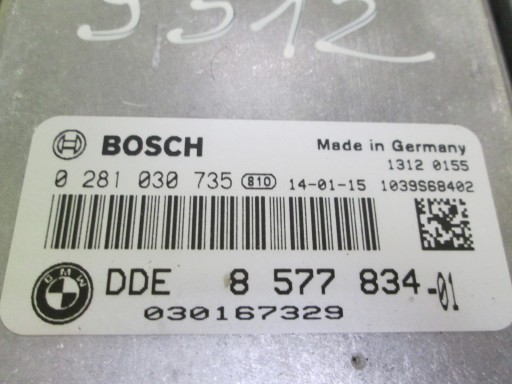 5512
BOSCH Made in Germany
1312 0155
0 281 030 735 810 14-01-15 1039S68402
BMW DDE 8 577 834-01
030167329